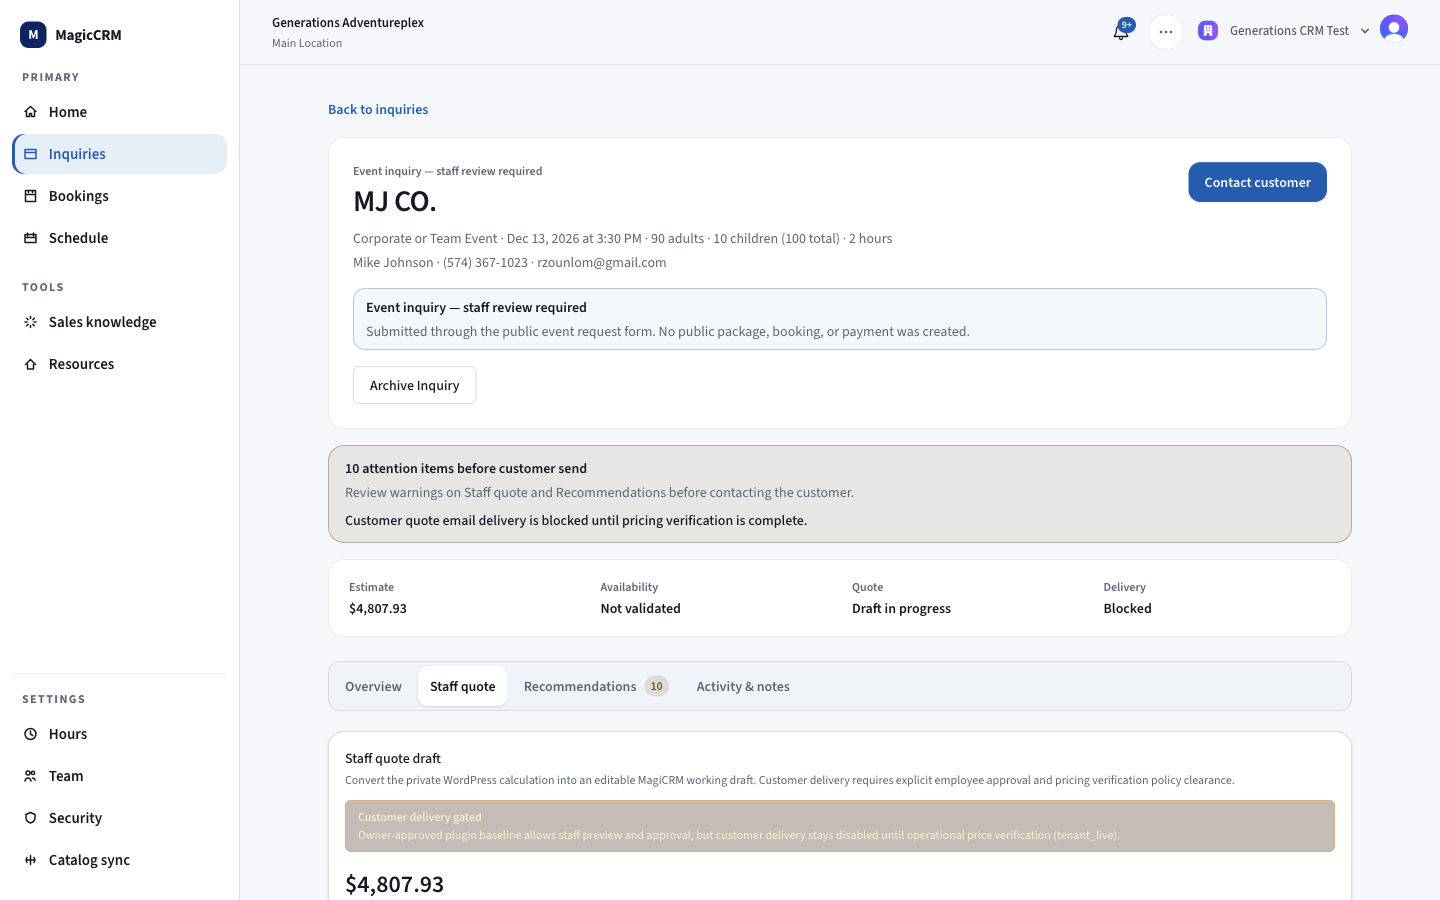 M MagicCRM
PRIMARY
Home
Inquiries
Bookings
Schedule
TOOLS
Sales knowledge
Resources
SETTINGS
Hours
Team
Security
Catalog sync
Generations Adventureplex
Main Location
9+
Generations CRM Test
Back to inquiries
Event inquiry — staff review required
MJ CO.
Contact customer
Corporate or Team Event · Dec 13, 2026 at 3:30 PM · 90 adults · 10 children (100 total) · 2 hours
Mike Johnson · (574) 367-1023 · rzounlom@gmail.com
Event inquiry — staff review required
Submitted through the public event request form. No public package, booking, or payment was created.
Archive Inquiry
10 attention items before customer send
Review warnings on Staff quote and Recommendations before contacting the customer.
Customer quote email delivery is blocked until pricing verification is complete.
Estimate
$4,807.93
Availability
Not validated
Quote
Draft in progress
Delivery
Blocked
Overview
Staff quote
Recommendations 10
Activity & notes
Staff quote draft
Convert the private WordPress calculation into an editable MagiCRM working draft. Customer delivery requires explicit employee approval and pricing verification policy clearance.
Customer delivery gated
Owner-approved plugin baseline allows staff preview and approval, but customer delivery stays disabled until operational price verification (tenant_live).
$4,807.93